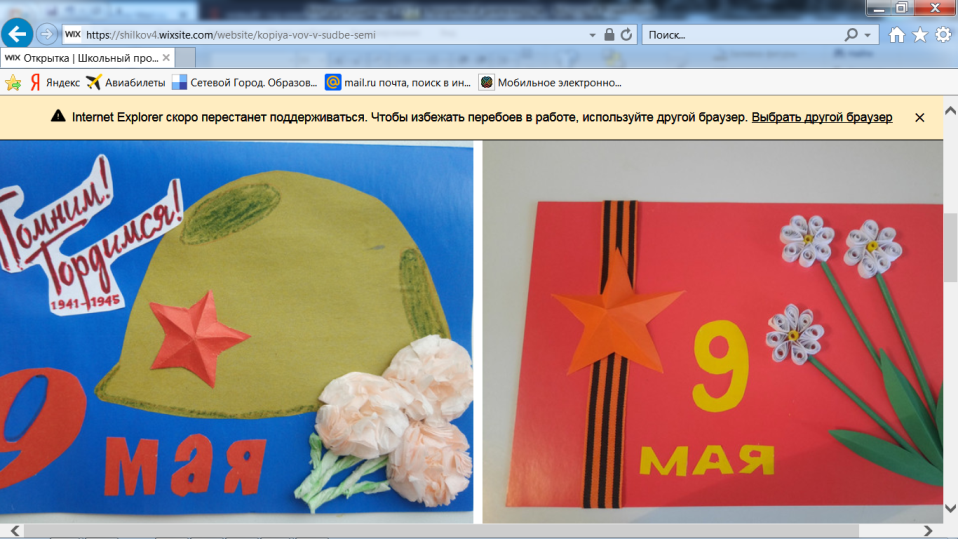 WIX https://shilkov4.wixsite.com/website/kopiya-vov-v-sudbe-semi
Поиск...
WIX Открытка | Школьный про...
Яндекс
Авиабилеты
Сетевой Город. Образов...
mail.ru почта, поиск в ин...
Мобильное электронно...
Internet Explorer скоро перестанет поддерживаться. Чтобы избежать перебоев в работе, используйте другой браузер. Выбрать другой браузер
Помним!
Гордимся!
1941-1945
9
мая
9
МАЯ